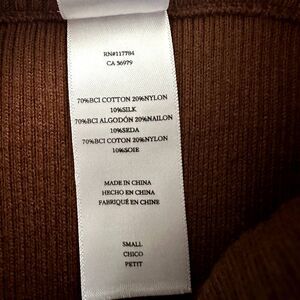 RN#117784
CA 36979
70%BCI COTTON 20%NYLON
10%SILK
70%BCI ALGODÓN 20%NAILON
10%SEDA
70%BCI COTON 20%NYLON
10%SOIE
MADE IN CHINA
HECHO EN CHINA
FABRIQUÉ EN CHINE
SMALL
CHICO
PETIT